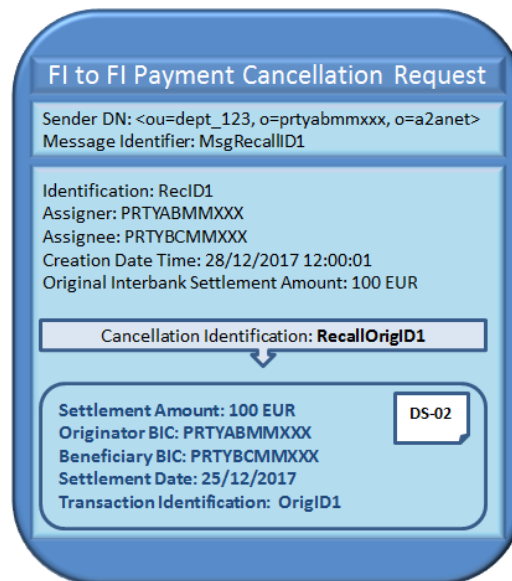 FI to FI Payment Cancellation Request
Sender DN: <ou=dept_123, o=prtyabmmxxx, o=a2anet>
Message Identifier: MsgRecallID1
Identification: RecID1
Assigner: PRTYABMMXXX
Assignee: PRTYBCMMXXX
Creation Date Time: 28/12/2017 12:00:01
Original Interbank Settlement Amount: 100 EUR
Cancellation Identification: RecallOrigID1
Settlement Amount: 100 EUR
DS-02
Originator BIC: PRTYABMMXXX
Beneficiary BIC: PRTYBCMMXXX
Settlement Date: 25/12/2017
Transaction Identification: OrigID1